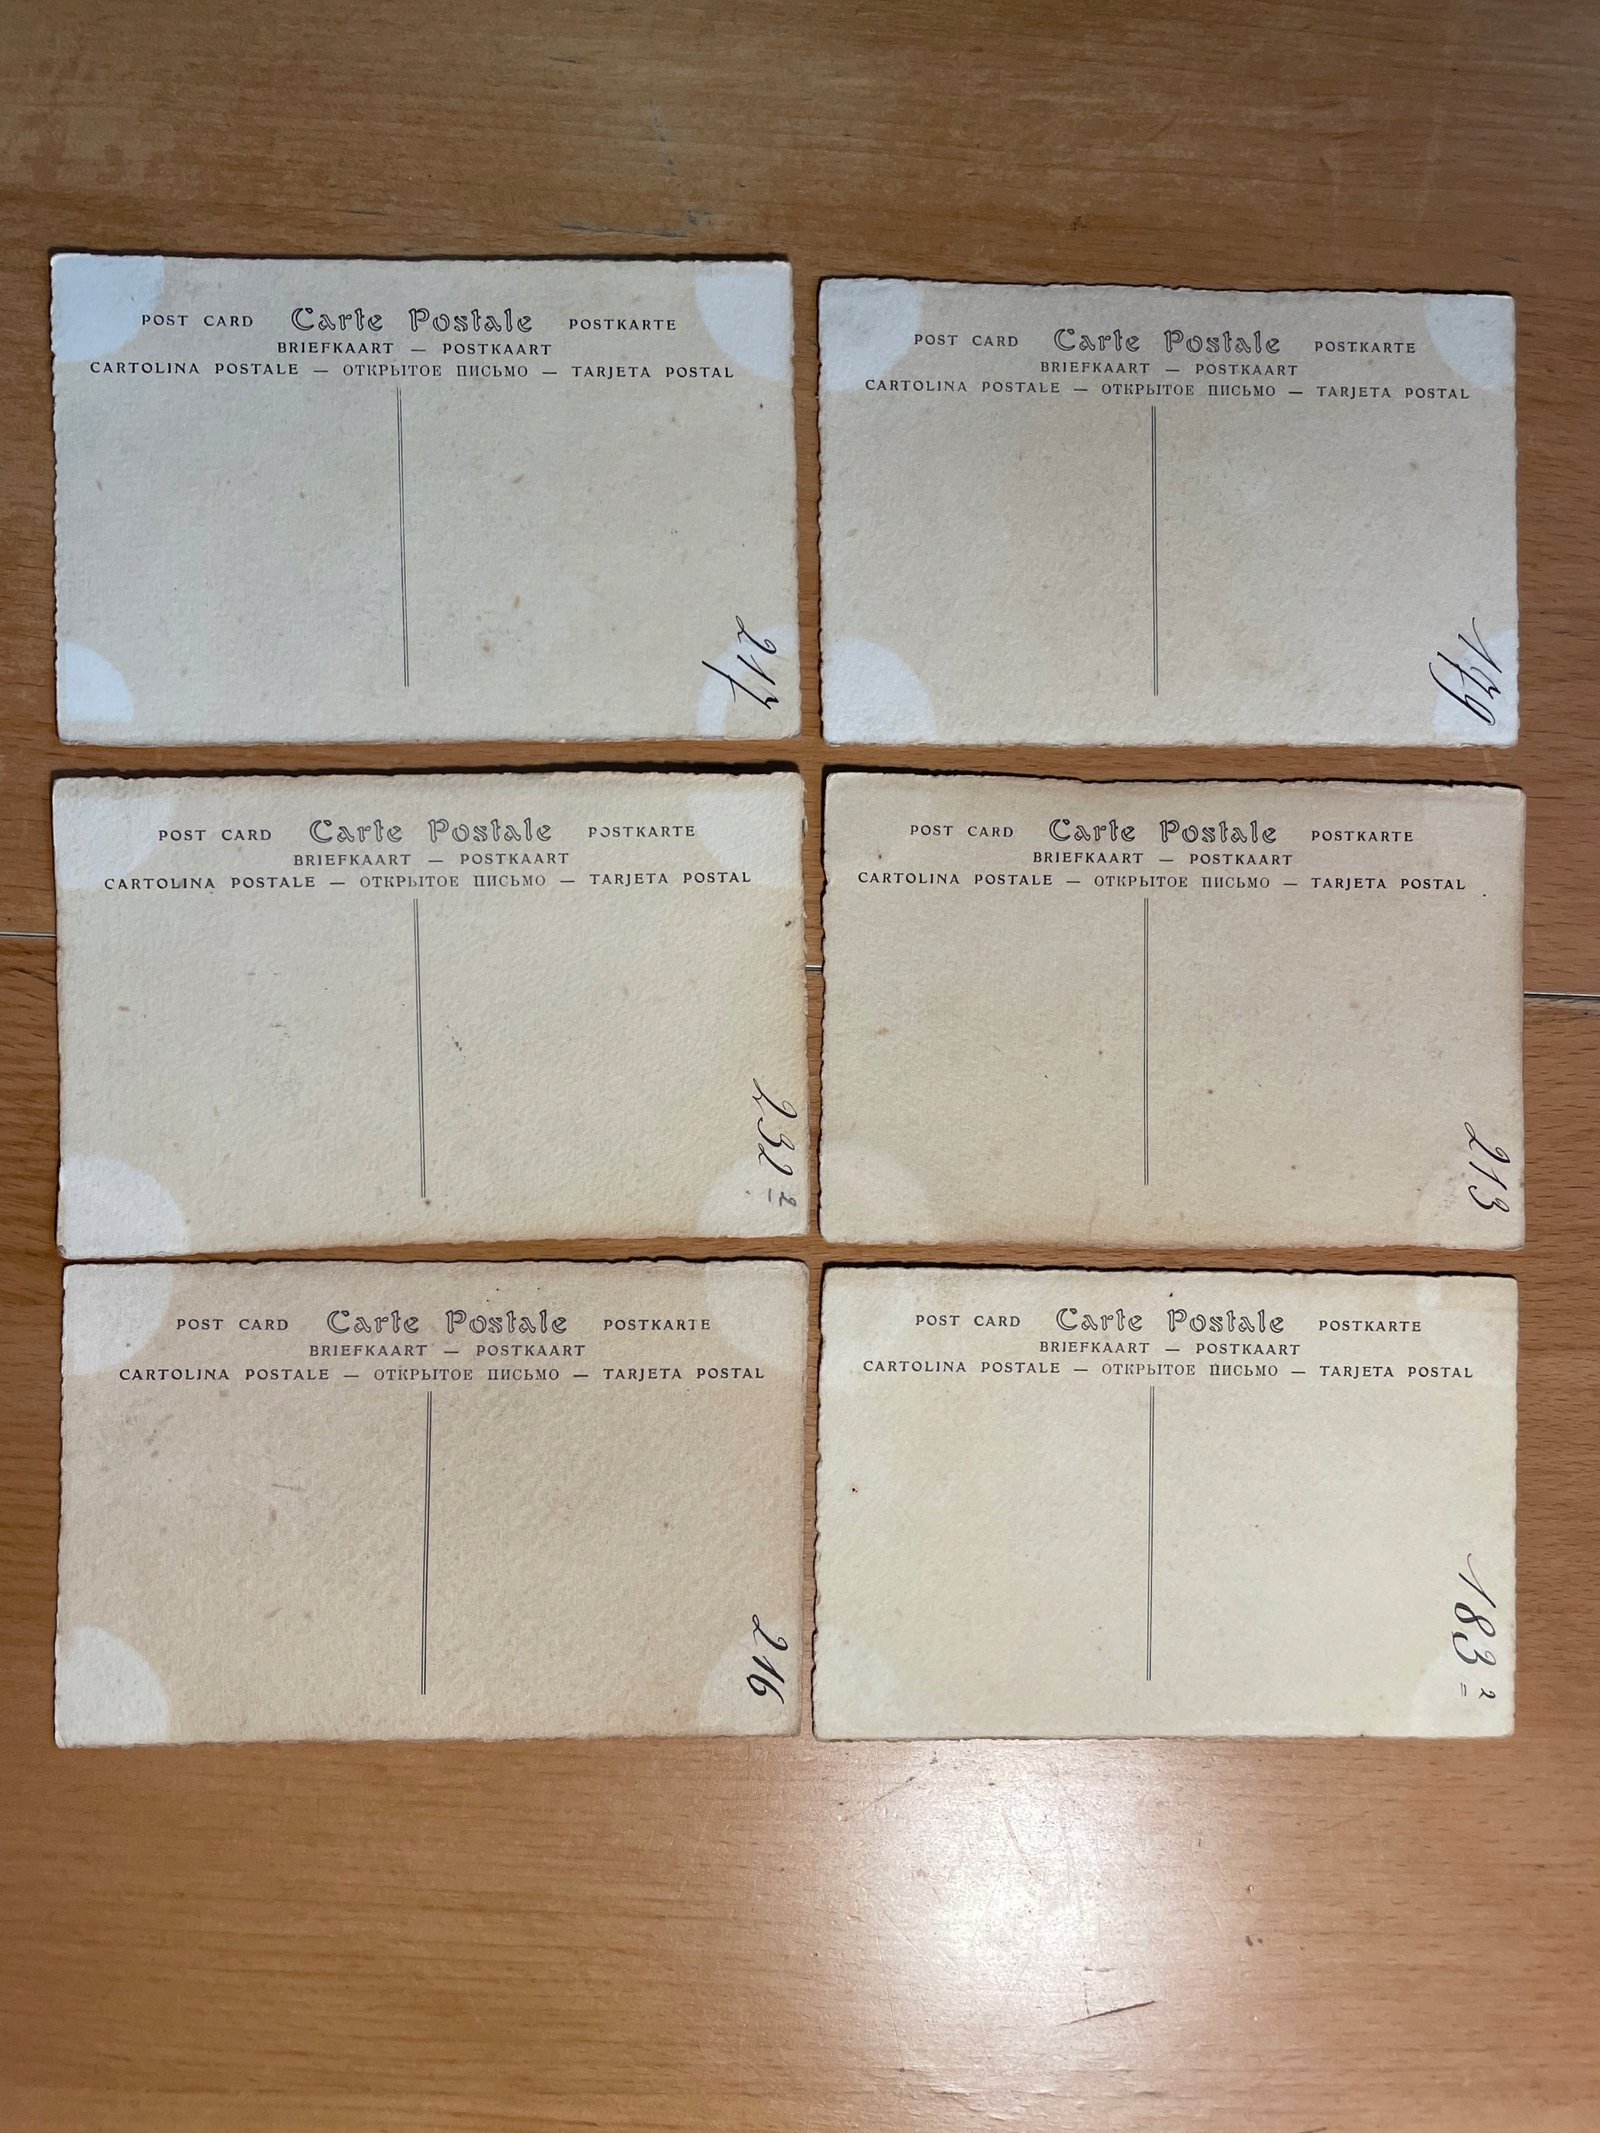 POST CARD Carte Postale POSTKARTE
BRIEFKAART — POSTKAART
CARTOLINA POSTALE — ОТКРЫТОЕ ПИСЬМО — TARJETA POSTAL
217
POST CARD Carte Postale POSTKARTE
BRIEFKAART — POSTKAART
CARTOLINA POSTALE — ОТКРЫТОЕ ПИСЬМО — TARJETA POSTAL
179
POST CARD Carte Postale POSTKARTE
BRIEFKAART — POSTKAART
CARTOLINA POSTALE — ОТКРЫТОЕ ПИСЬМО — TARJETA POSTAL
232²
POST CARD Carte Postale POSTKARTE
BRIEFKAART — POSTKAART
CARTOLINA POSTALE — ОТКРЫТОЕ ПИСЬМО — TARJETA POSTAL
213
POST CARD Carte Postale POSTKARTE
BRIEFKAART — POSTKAART
CARTOLINA POSTALE — ОТКРЫТОЕ ПИСЬМО — TARJETA POSTAL
216
POST CARD Carte Postale POSTKARTE
BRIEFKAART — POSTKAART
CARTOLINA POSTALE — ОТКРЫТОЕ ПИСЬМО — TARJETA POSTAL
183²